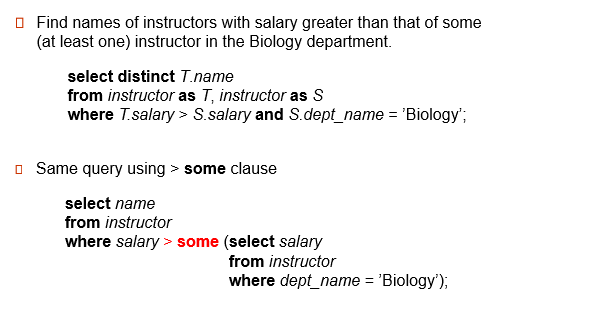 Find names of instructors with salary greater than that of some
(at least one) instructor in the Biology department.
select distinct T.name
from instructor as T, instructor as S
where T.salary > S.salary and S.dept_name = ’Biology’;
Same query using > some clause
select name
from instructor
where salary > some (select salary
from instructor
where dept_name = ’Biology’);